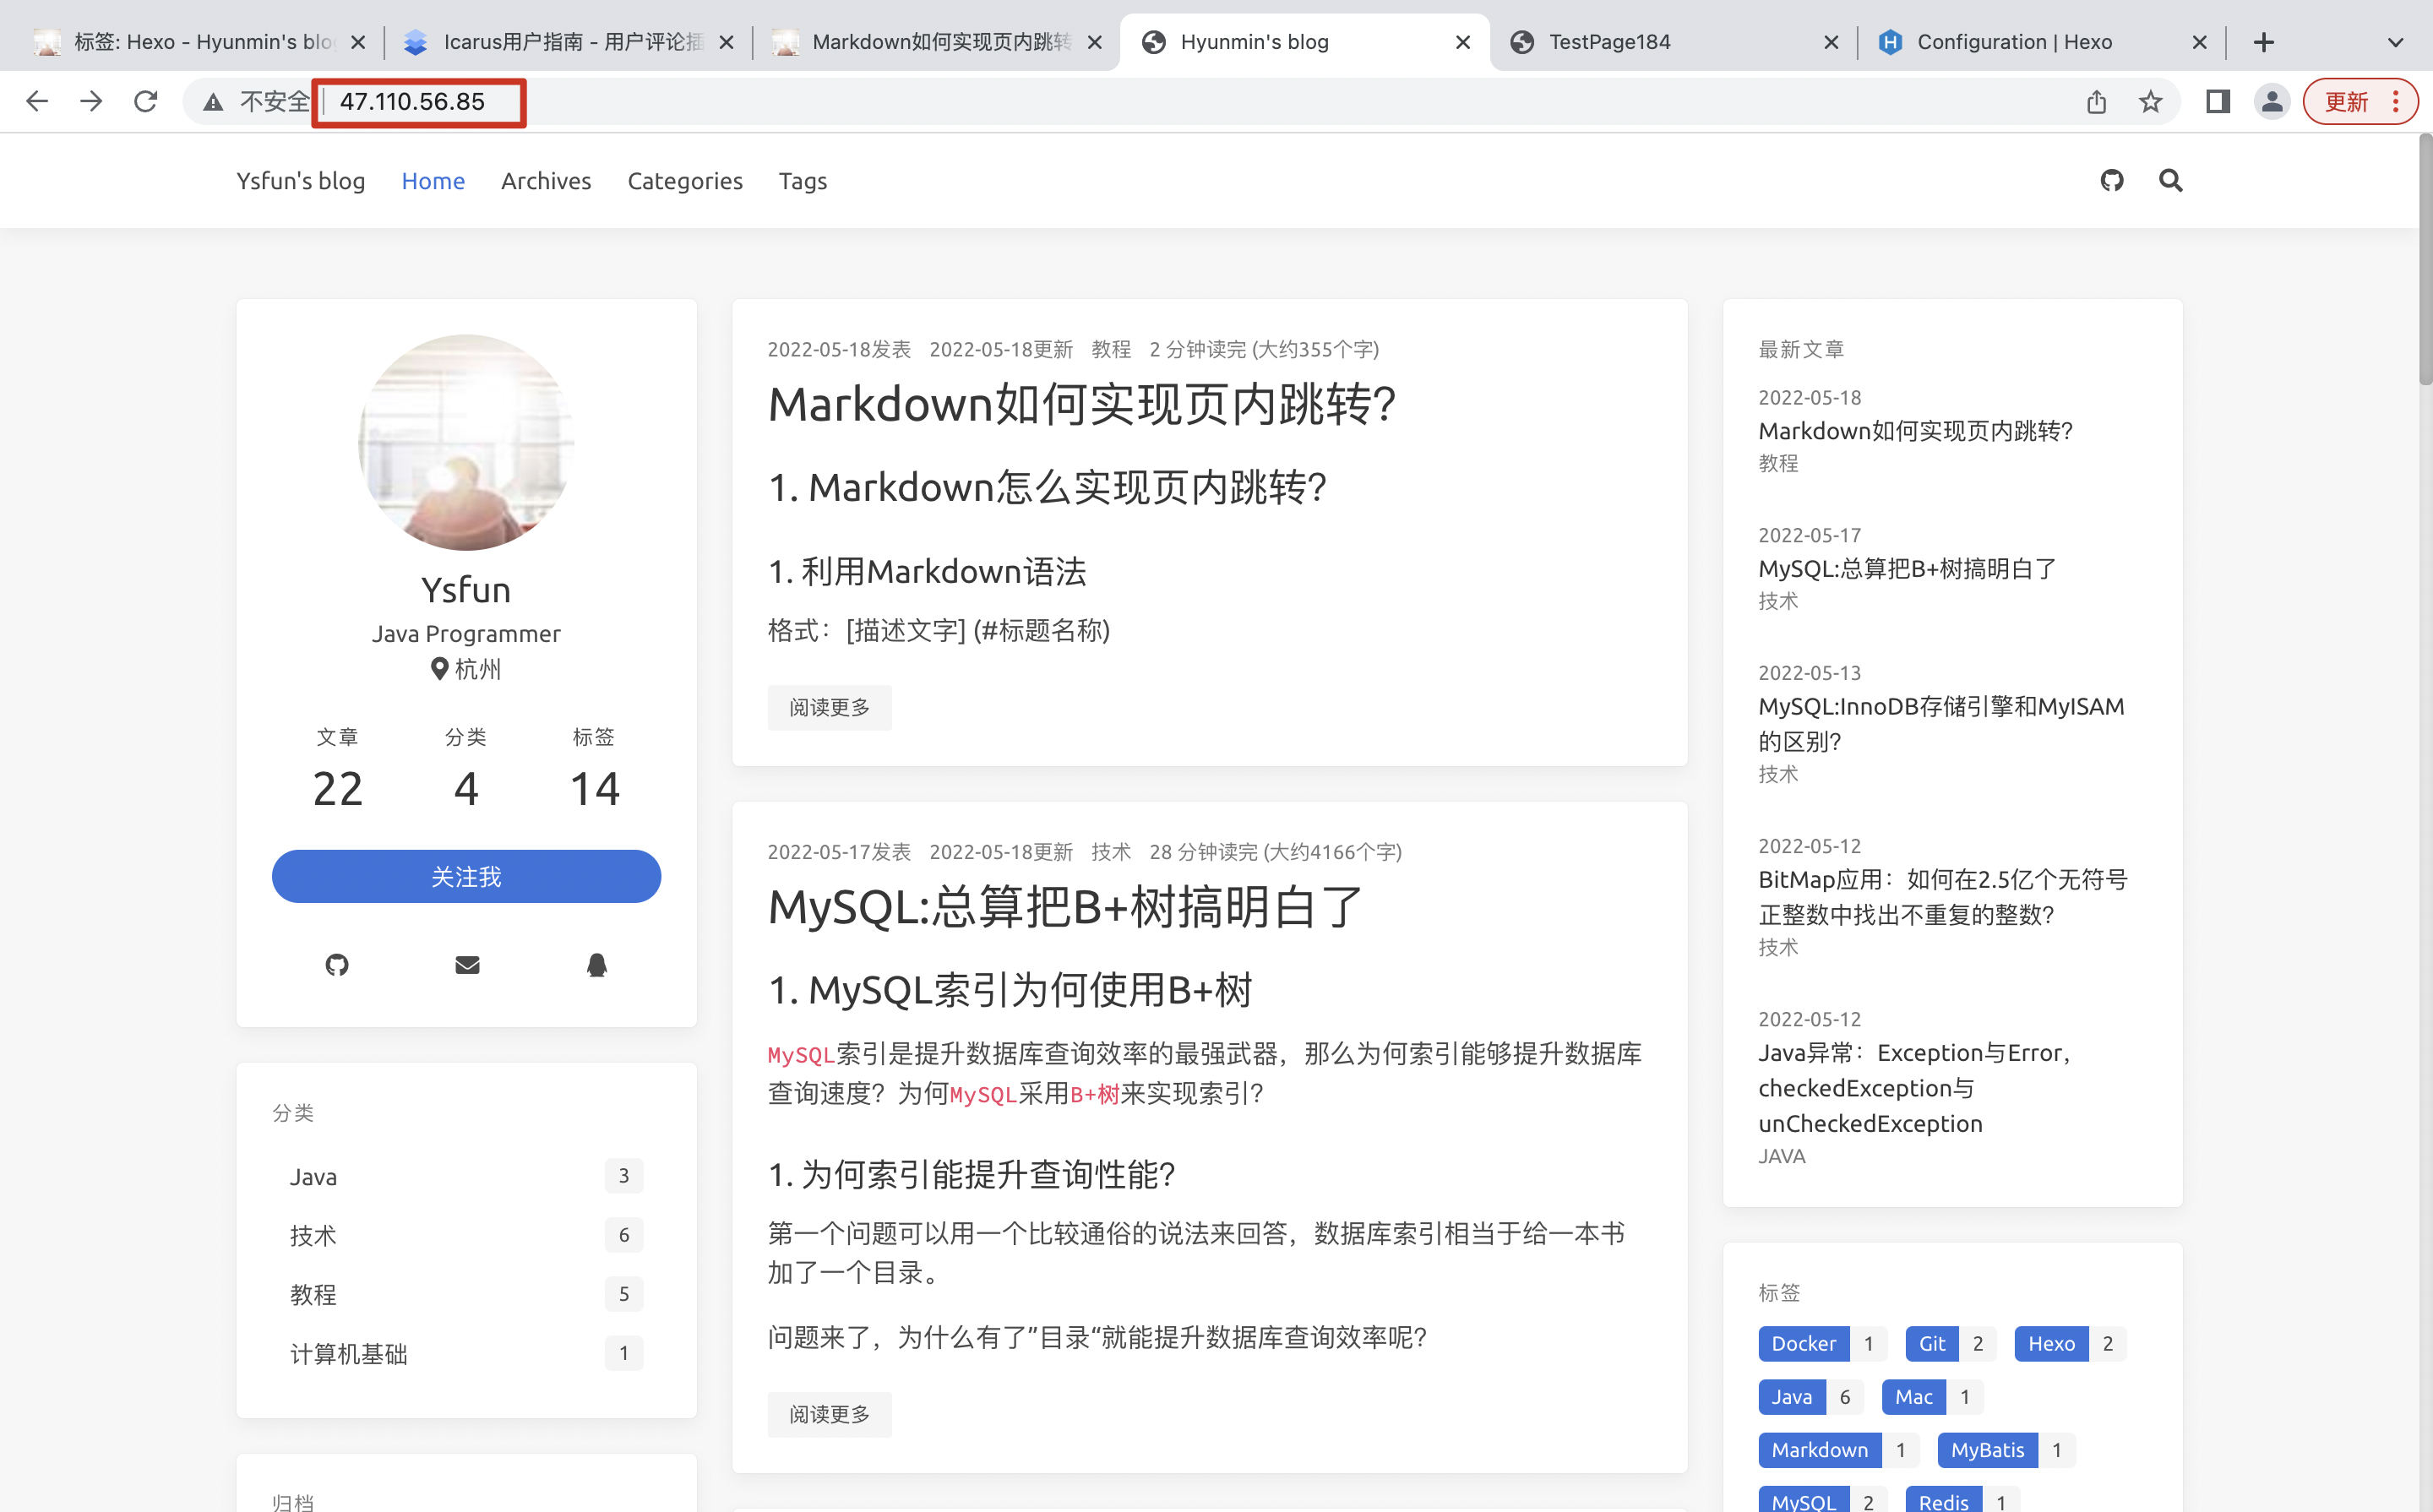 标签: Hexo - Hyunmin's blo
Icarus用户指南 - 用户评论插
Markdown如何实现页内跳转
Hyunmin's blog
TestPage184
Configuration | Hexo
不安全
47.110.56.85
更新
Ysfun's blog
Home
Archives
Categories
Tags
Ysfun
Java Programmer
杭州
文章 分类 标签
22 4 14
关注我
分类
Java 3
技术 6
教程 5
计算机基础 1
归档
2022-05-18发表 2022-05-18更新 教程 2 分钟读完 (大约355个字)
Markdown如何实现页内跳转?
1. Markdown怎么实现页内跳转?
1. 利用Markdown语法
格式：[描述文字] (#标题名称)
阅读更多
2022-05-17发表 2022-05-18更新 技术 28 分钟读完 (大约4166个字)
MySQL:总算把B+树搞明白了
1. MySQL索引为何使用B+树
MySQL索引是提升数据库查询效率的最强武器，那么为何索引能够提升数据库
查询速度？为何MySQL采用B+树来实现索引？
1. 为何索引能提升查询性能?
第一个问题可以用一个比较通俗的说法来回答，数据库索引相当于给一本书
加了一个目录。
问题来了，为什么有了”目录“就能提升数据库查询效率呢？
阅读更多
最新文章
2022-05-18
Markdown如何实现页内跳转?
教程
2022-05-17
MySQL:总算把B+树搞明白了
技术
2022-05-13
MySQL:InnoDB存储引擎和MyISAM
的区别?
技术
2022-05-12
BitMap应用：如何在2.5亿个无符号
正整数中找出不重复的整数?
技术
2022-05-12
Java异常：Exception与Error，
checkedException与
unCheckedException
JAVA
标签
Docker 1 Git 2 Hexo 2
Java 6 Mac 1
Markdown 1 MyBatis 1
MySQL 2 Redis 1